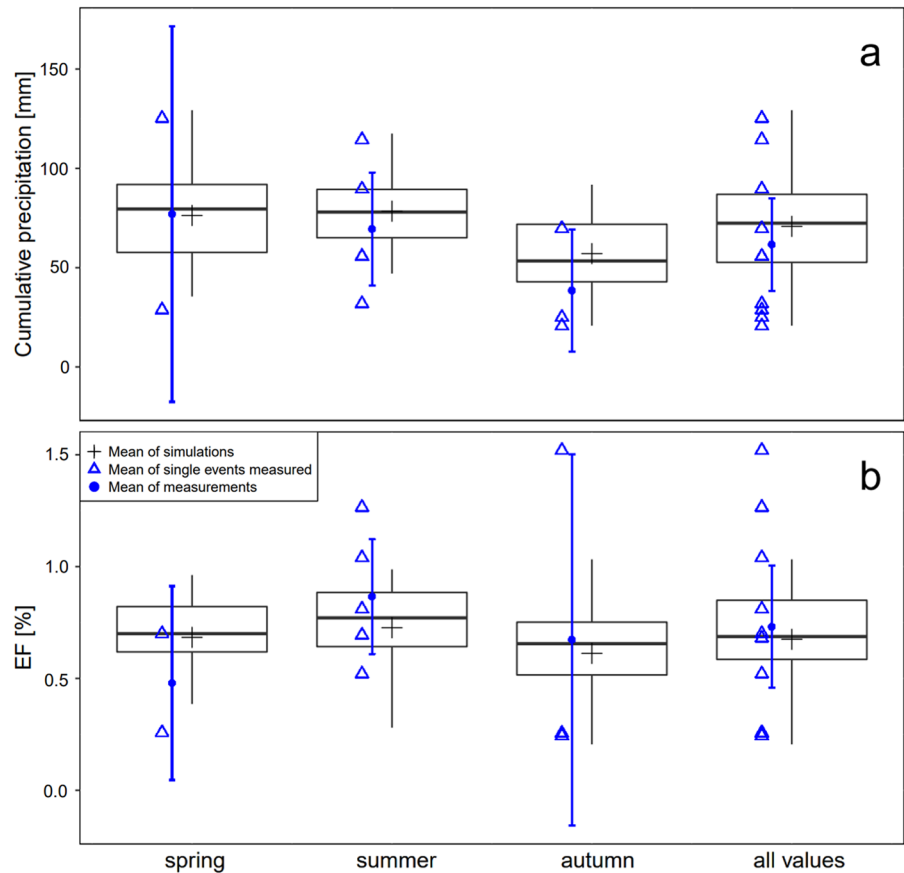 a
Cumulative precipitation [mm]
150
100
50
0
b
Mean of simulations
Mean of single events measured
Mean of measurements
EF [%]
1.5
1.0
0.5
0.0
spring summer autumn all values